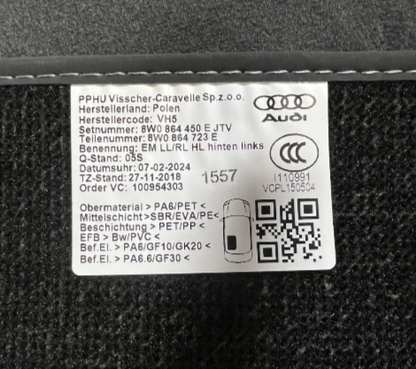 PPHU Visscher-Caravelle Sp.z.o.o.
Herstellerland: Polen
Herstellercode: VH5
Setnummer: 8W0 864 450 E JTV
Teilenummer: 8W0 864 723 E
Benennung: EM LL/RL HL hinten links
Q-Stand: 05S
Datumsuhr: 07-02-2024
TZ-Stand: 27-11-2018
Order VC: 100954303
1557
Audi
CCC
I110991
VCPL150504
Obermaterial > PA6/PET <
Mittelschicht>SBR/EVA/PE<
Beschichtung > PET/PP <
EFB > Bw/PVC <
Bef.El. > PA6/GF10/GK20 <
Bef.El. > PA6.6/GF30 <